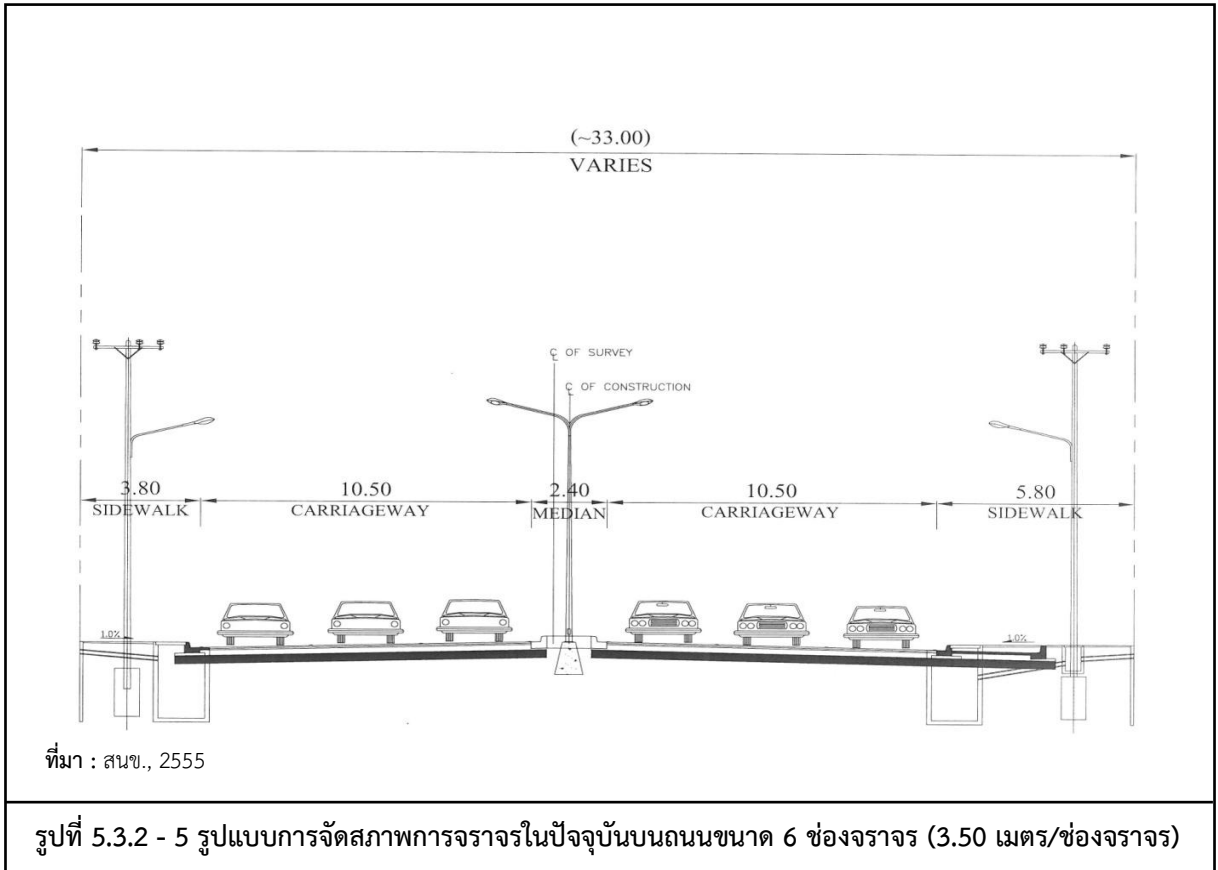 (~33.00)
VARIES
℄ OF SURVEY
℄ OF CONSTRUCTION
3.80 10.50 2.40 10.50 5.80
SIDEWALK CARRIAGEWAY MEDIAN CARRIAGEWAY SIDEWALK
1.0% 1.0%
ที่มา : สนข., 2555
รูปที่ 5.3.2 - 5 รูปแบบการจัดสภาพการจราจรในปัจจุบันบนถนนขนาด 6 ช่องจราจร (3.50 เมตร/ช่องจราจร)